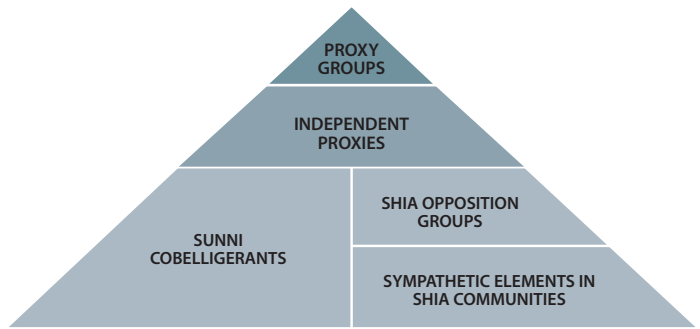 PROXY
GROUPS
INDEPENDENT
PROXIES
SUNNI
COBELLIGERANTS
SHIA OPPOSITION
GROUPS
SYMPATHETIC ELEMENTS IN
SHIA COMMUNITIES